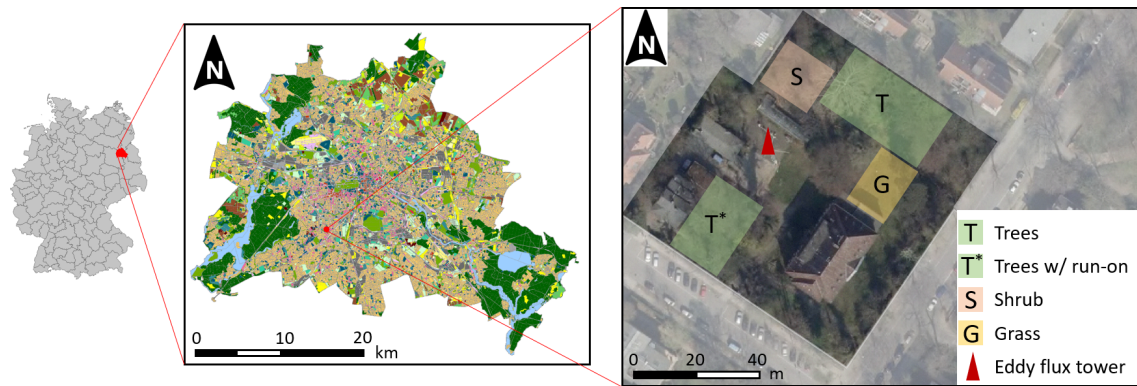 N
0 10 20
km
N
S
T
G
T*
T Trees
T* Trees w/ run-on
S Shrub
G Grass
Eddy flux tower
0 20 40
m